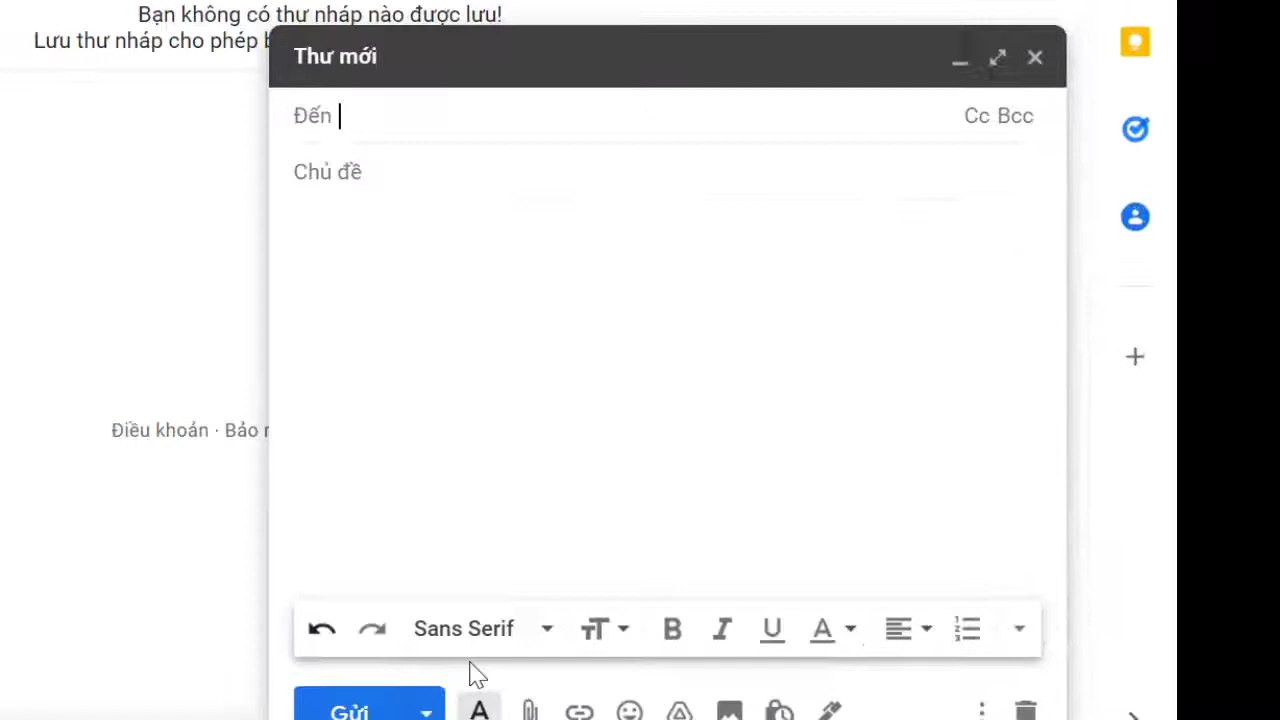 Bạn không có thư nháp nào được lưu!
Lưu thư nháp cho phép
Thư mới
Đến
Cc Bcc
Chủ đề
Điều khoản · Bảo
Sans Serif
Gửi